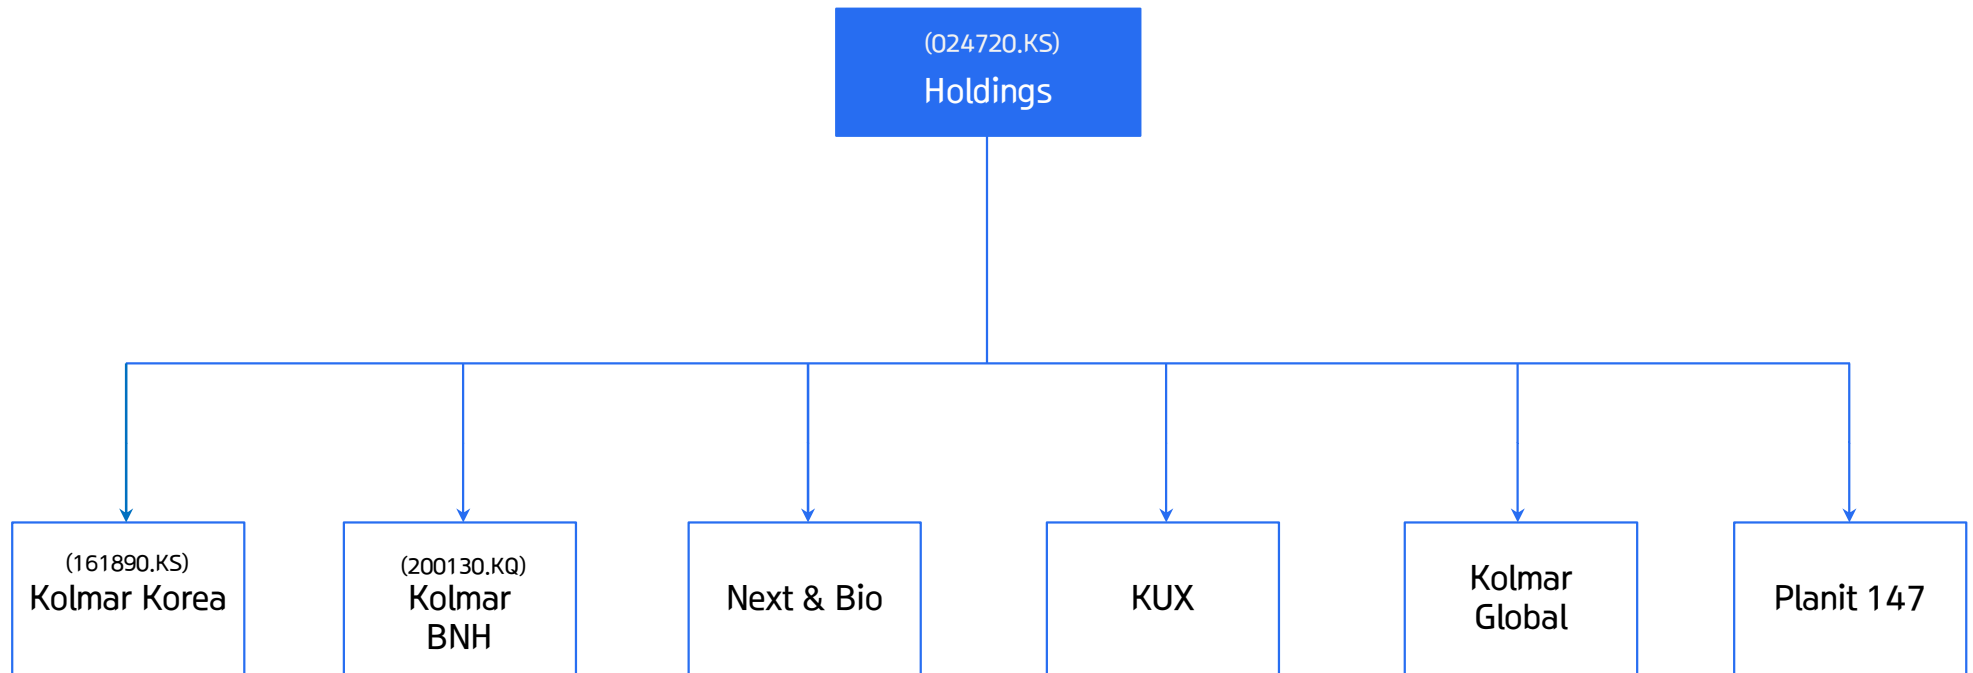 (024720.KS)
Holdings
(161890.KS)
Kolmar Korea
(200130.KQ)
Kolmar
BNH
Next & Bio
KUX
Kolmar
Global
Planit 147